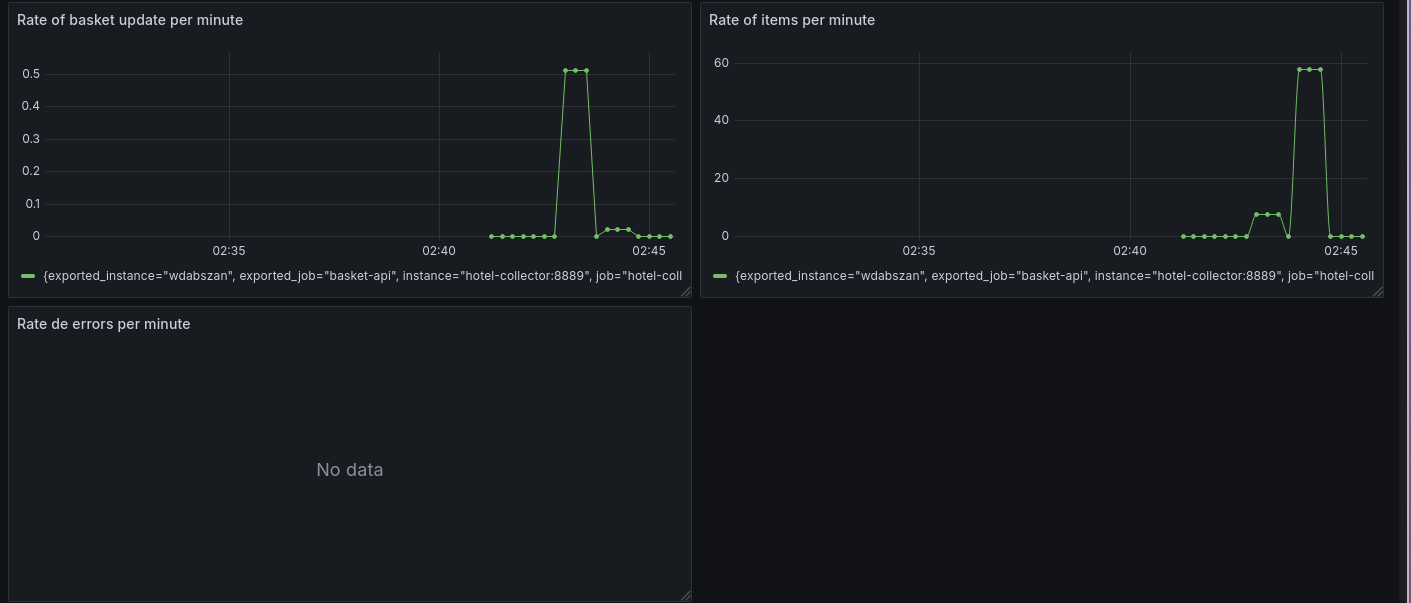 Rate of basket update per minute
0.5
0.4
0.3
0.2
0.1
0
02:35 02:40 02:45
{exported_instance="wdabszan", exported_job="basket-api", instance="hotel-collector:8889", job="hotel-coll
Rate of items per minute
60
40
20
0
02:35 02:40 02:45
{exported_instance="wdabszan", exported_job="basket-api", instance="hotel-collector:8889", job="hotel-coll
Rate de errors per minute
No data